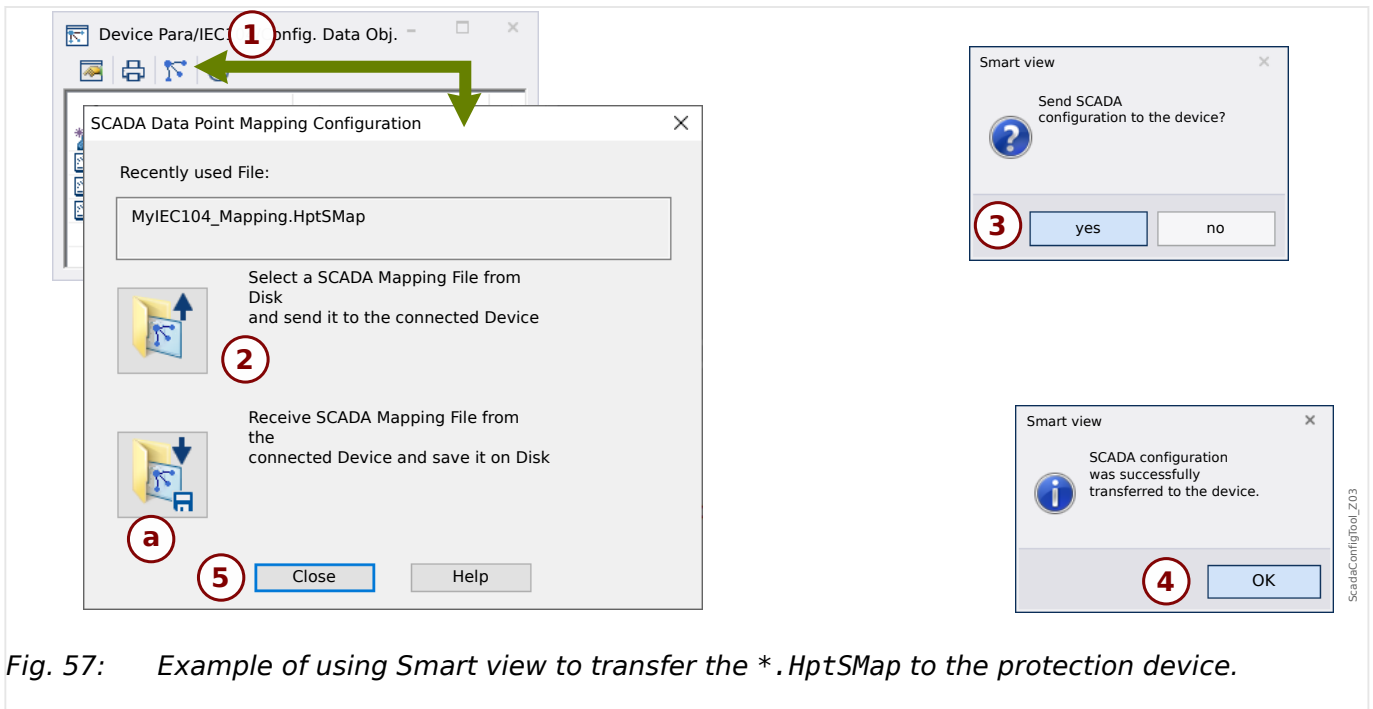 Device Para/IEC1 onfig. Data Obj.
1
SCADA Data Point Mapping Configuration
Recently used File:
MyIEC104_Mapping.HptSMap
Select a SCADA Mapping File from
Disk
and send it to the connected Device
2
Receive SCADA Mapping File from
the
connected Device and save it on Disk
a
5
Close
Help
Smart view
Send SCADA
configuration to the device?
3
yes
no
Smart view
SCADA configuration
was successfully
transferred to the device.
4
OK
ScadaConfigTool_Z03
Fig. 57: Example of using Smart view to transfer the *.HptSMap to the protection device.